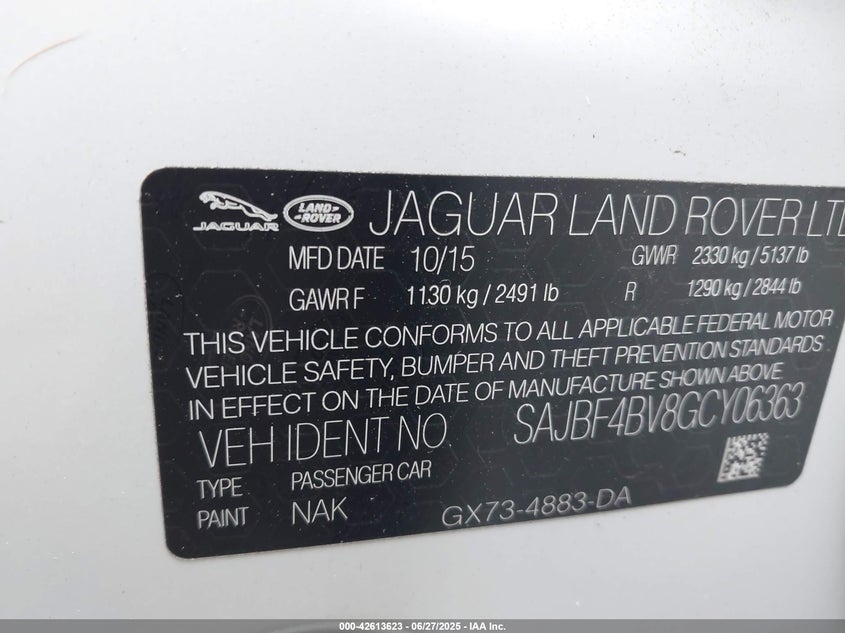 JAGUAR LAND-ROVER JAGUAR LAND ROVER LTD
MFD DATE 10/15 GVWR 2330 kg / 5137 lb
GAWR F 1130 kg / 2491 lb R 1290 kg / 2844 lb
THIS VEHICLE CONFORMS TO ALL APPLICABLE FEDERAL MOTOR
VEHICLE SAFETY, BUMPER AND THEFT PREVENTION STANDARDS
IN EFFECT ON THE DATE OF MANUFACTURE SHOWN ABOVE
VEH IDENT NO SAJBF4BV8GCY06363
TYPE PASSENGER CAR
PAINT NAK GX73-4883-DA
000-42613623 - 06/27/2025 - IAA Inc.